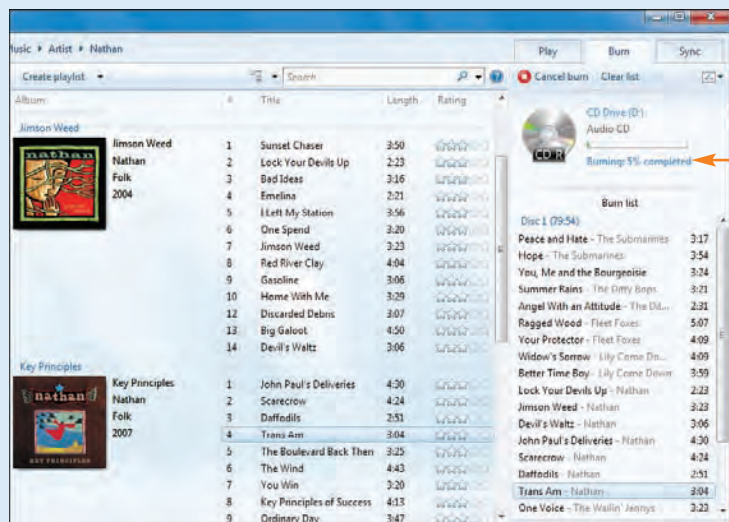 Music ▸ Artist ▸ Nathan
Play Burn Sync
Create playlist
Search
Cancel burn Clear list
Album # Title Length Rating
CD Drive (D:)
Audio CD
CD R
Burning: 5% completed
Burn list
Jimson Weed
nathan
Jimson Weed
Nathan
Folk
2004
1 Sunset Chaser 3:50
2 Lock Your Devils Up 2:23
3 Bad Ideas 3:16
4 Emelina 2:21
5 I Left My Station 3:56
6 One Spend 3:20
7 Jimson Weed 3:23
8 Red River Clay 4:04
9 Gasoline 3:06
10 Home With Me 3:29
12 Discarded Debris 3:07
13 Big Galoot 4:50
14 Devil's Waltz 3:06
Key Principles
nathan
KEY PRINCIPLES
Key Principles
Nathan
Folk
2007
1 John Paul's Deliveries 4:30
2 Scarecrow 4:24
3 Daffodils 2:51
4 Trans Am 3:04
5 The Boulevard Back Then 3:25
6 The Wind 4:43
7 You Win 3:20
8 Key Principles of Success 4:13
9 Ordinary Day 3:47
Disc 1 (79:54)
Peace and Hate - The Submarines 3:17
Hope - The Submarines 3:54
You, Me and the Bourgeoisie 3:24
Summer Rains - The Ditty Bops 3:21
Angel With an Attitude - The Di... 2:31
Ragged Wood - Fleet Foxes 5:07
Your Protector - Fleet Foxes 4:09
Widow's Sorrow - Lily Come Do... 4:09
Better Time Boy - Lily Come Down 3:59
Lock Your Devils Up - Nathan 2:23
Jimson Weed - Nathan 3:23
Devil's Waltz - Nathan 3:06
John Paul's Deliveries - Nathan 4:30
Scarecrow - Nathan 4:24
Daffodils - Nathan 2:51
Trans Am - Nathan 3:04
One Voice - The Wailin' Jennys 3:23